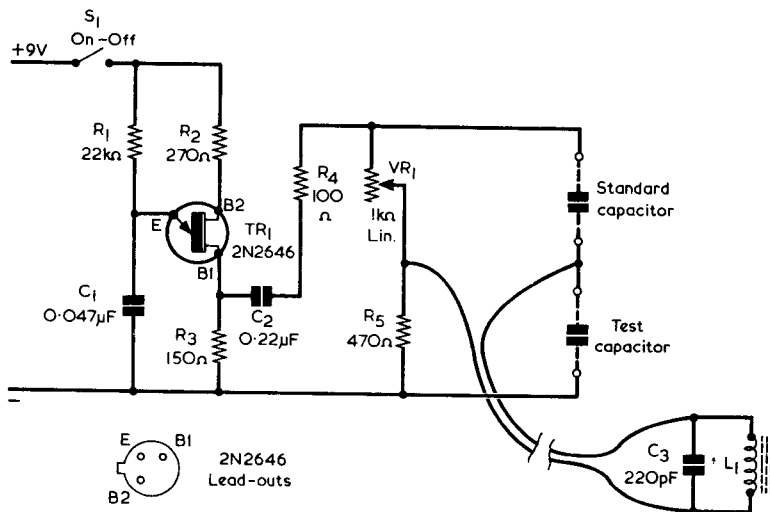 S1
On-Off
+9V
R1
22kΩ
R2
270Ω
B2
E
TR1
2N2646
B1
C1
0·047µF
R3
150Ω
C2
0·22µF
R4
100
Ω
VR1
1kΩ
Lin.
R5
470Ω
Standard
capacitor
Test
capacitor
–
E B1
B2
2N2646
Lead-outs
C3
220pF
L1